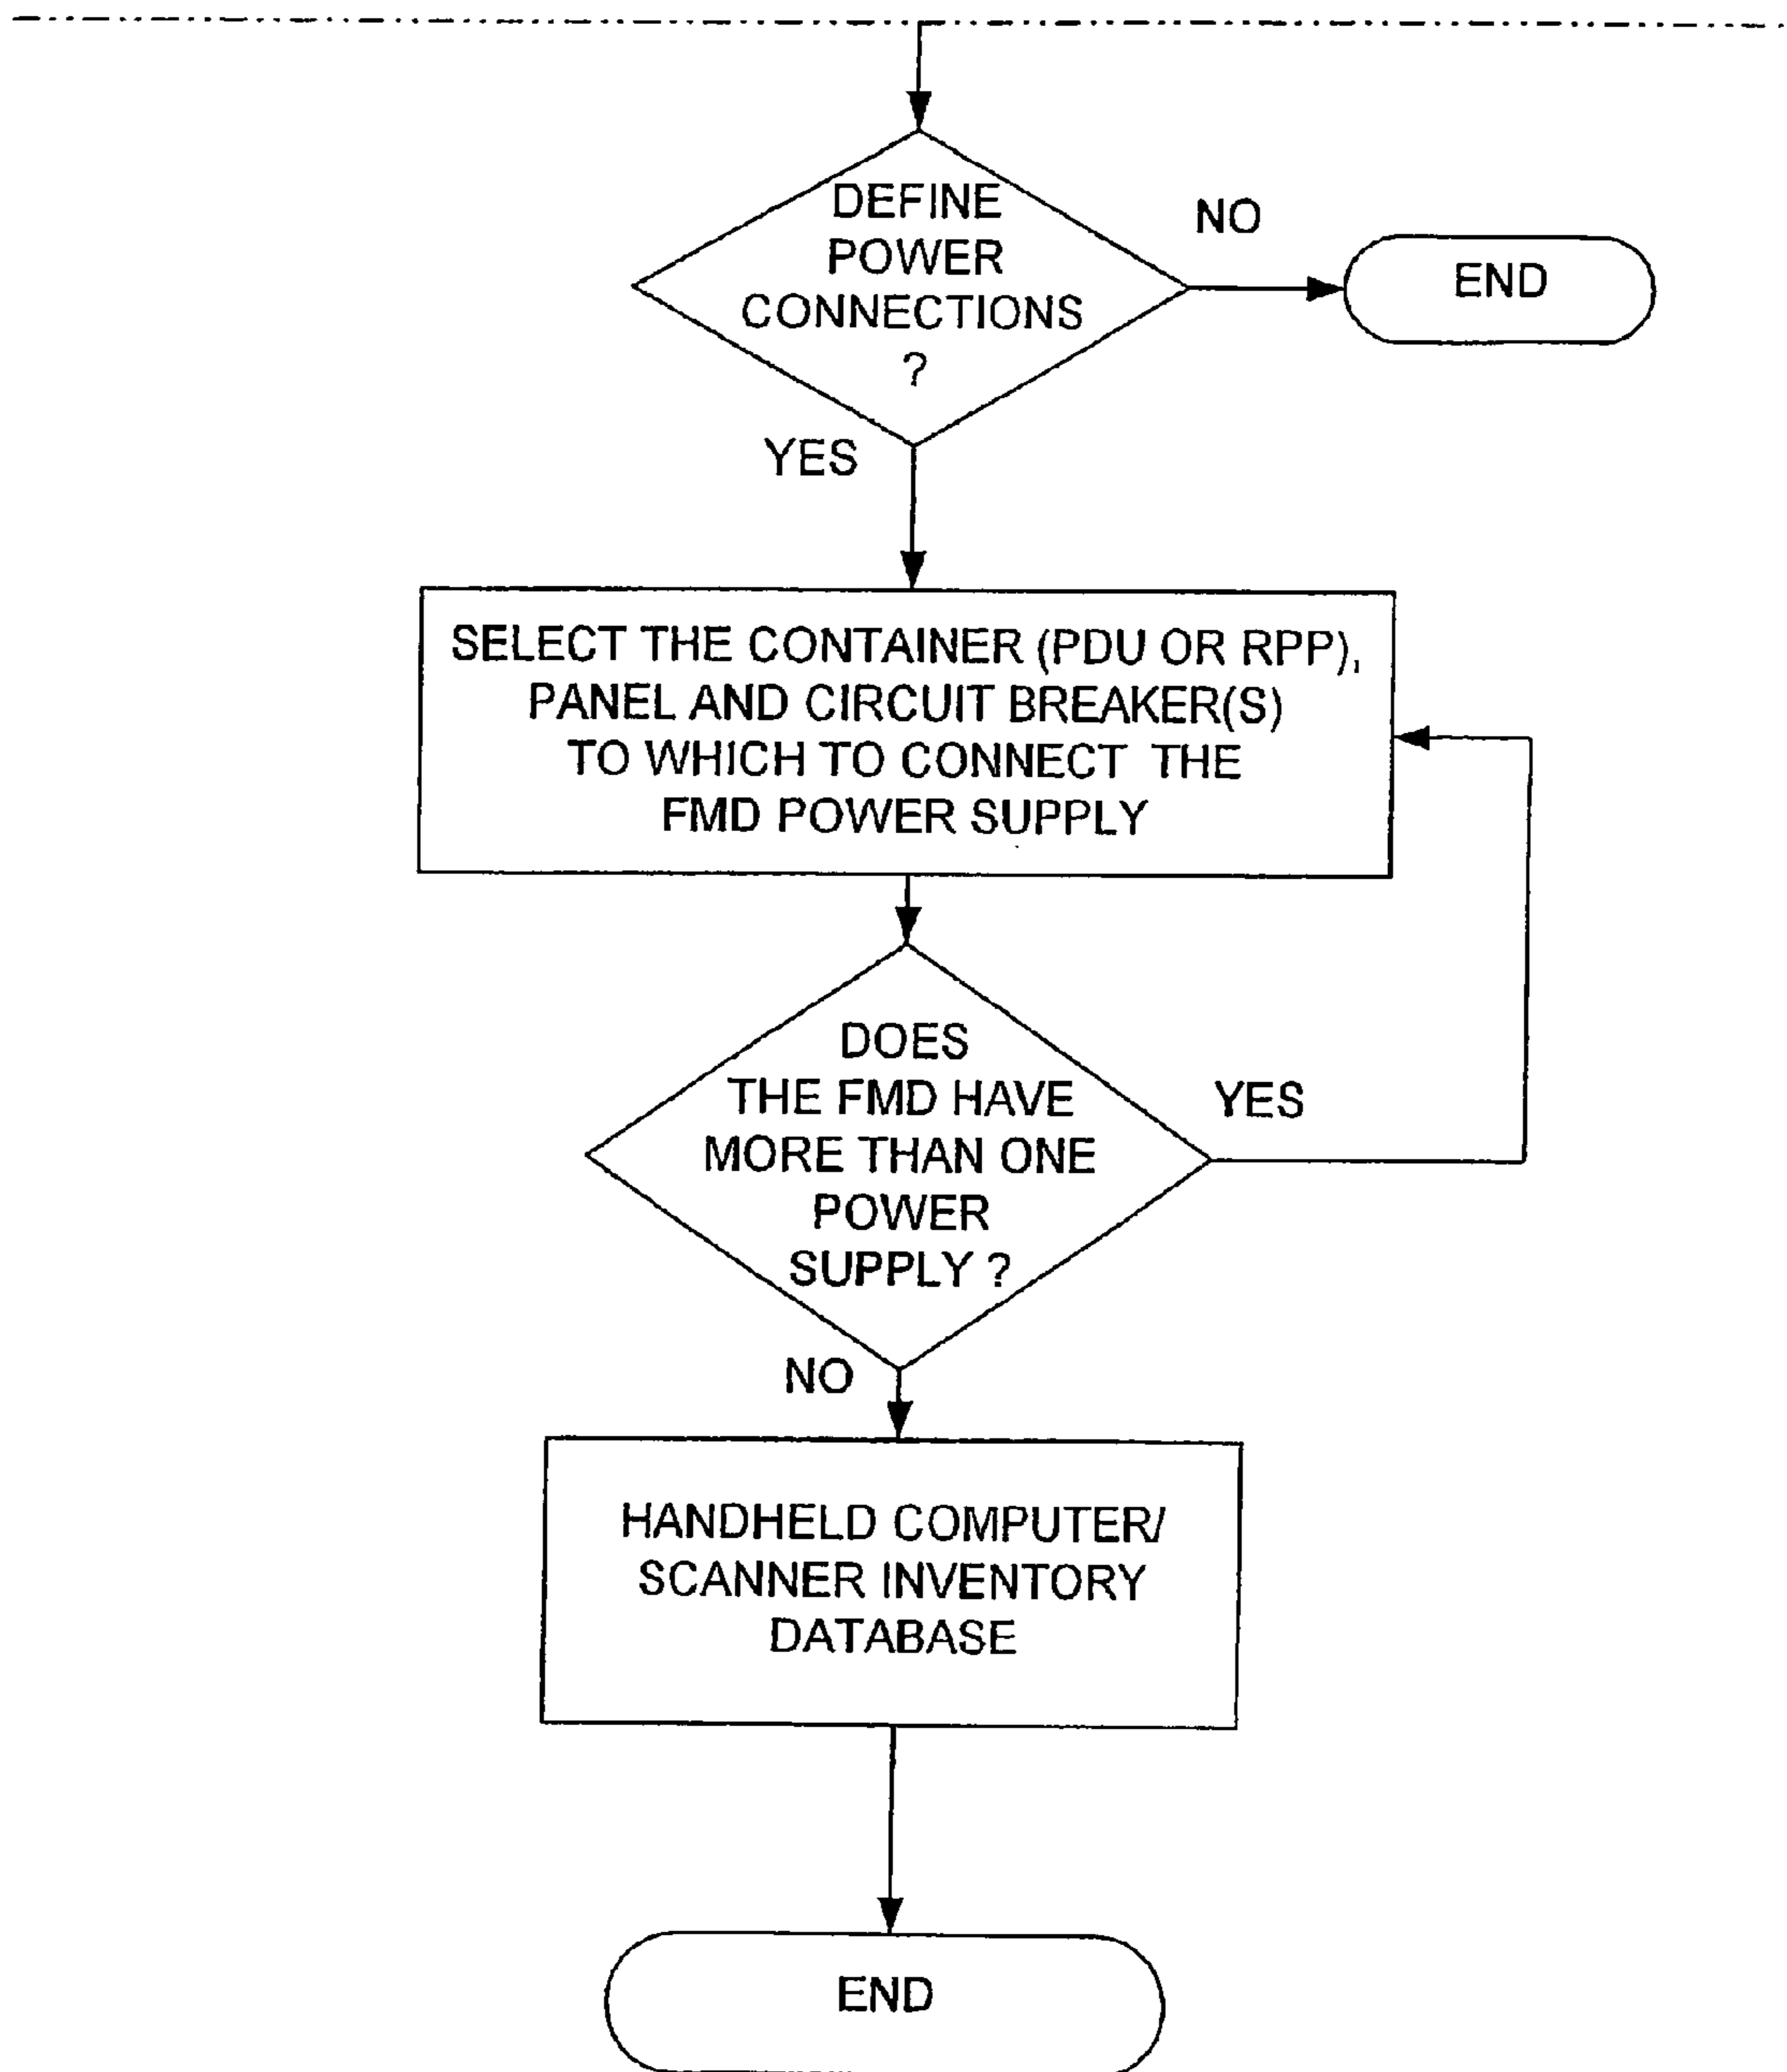 DEFINE
POWER
CONNECTIONS
?
NO
END
YES
SELECT THE CONTAINER (PDU OR RPP),
PANEL AND CIRCUIT BREAKER(S)
TO WHICH TO CONNECT THE
FMD POWER SUPPLY
DOES
THE FMD HAVE
MORE THAN ONE
POWER
SUPPLY ?
YES
NO
HANDHELD COMPUTER/
SCANNER INVENTORY
DATABASE
END